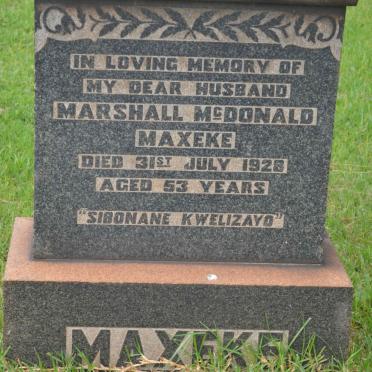 IN LOVING MEMORY OF
MY DEAR HUSBAND
MARSHALL McDONALD
MAXEKE
DIED 31ST JULY 1928
AGED 53 YEARS
"SIBONANE KWELIZAYO"
MAXEKE